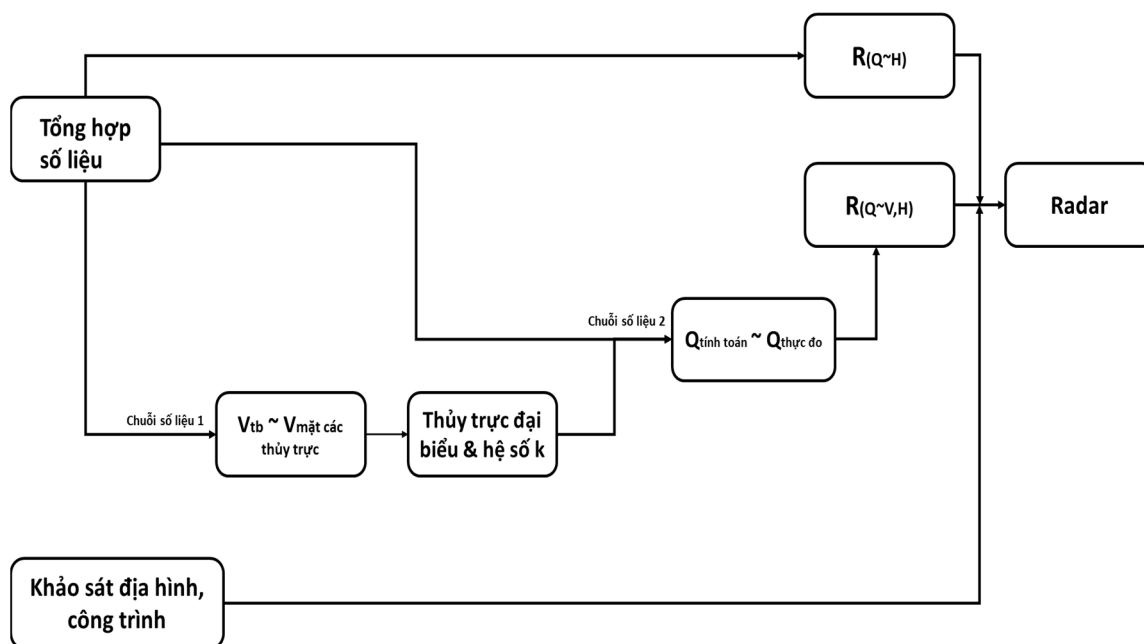 R(Q~H)
Tổng hợp
số liệu
R(Q~V,H)
Radar
Chuỗi số liệu 2
Qtính toán ~ Qthực đo
Chuỗi số liệu 1
Vtb ~ Vmặt các
thủy trực
Thủy trực đại
biểu & hệ số k
Khảo sát địa hình,
công trình